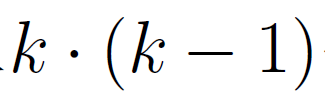 k · (k − 1)